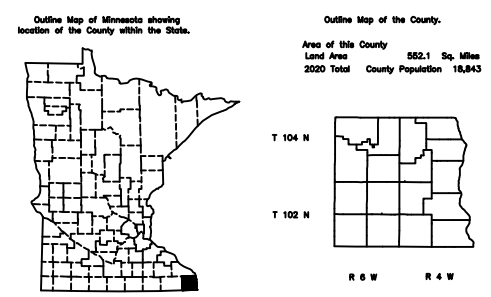 Outline Map of Minnesota showing
location of the County within the State.
Outline Map of the County.
Area of this County
Land Area 552.1 Sq. Miles
2020 Total County Population 18,843
T 104 N
T 102 N
R 6 W R 4 W